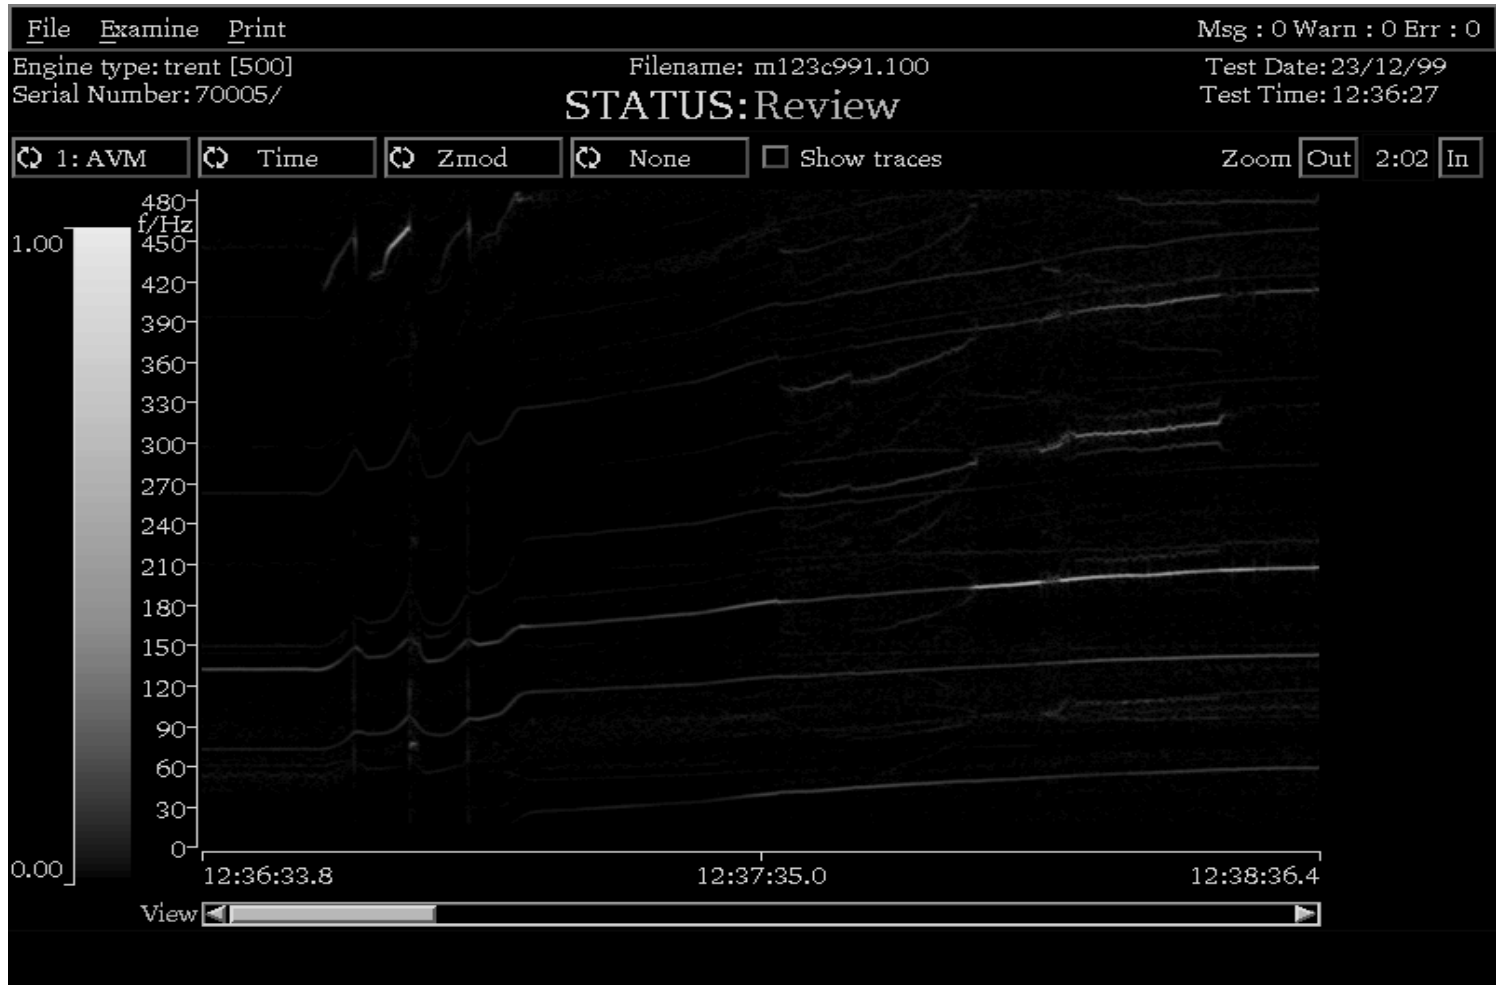 File Examine Print Msg : 0 Warn : 0 Err : 0
Engine type: trent [500] Filename: m123c991.100 Test Date: 23/12/99
Serial Number: 70005/ STATUS: Review Test Time: 12:36:27
1: AVM Time Zmod None Show traces Zoom Out 2:02 In
480
f/Hz
1.00 450
420
390
360
330
300
270
240
210
180
150
120
90
60
30
0
0.00 12:36:33.8 12:37:35.0 12:38:36.4
View